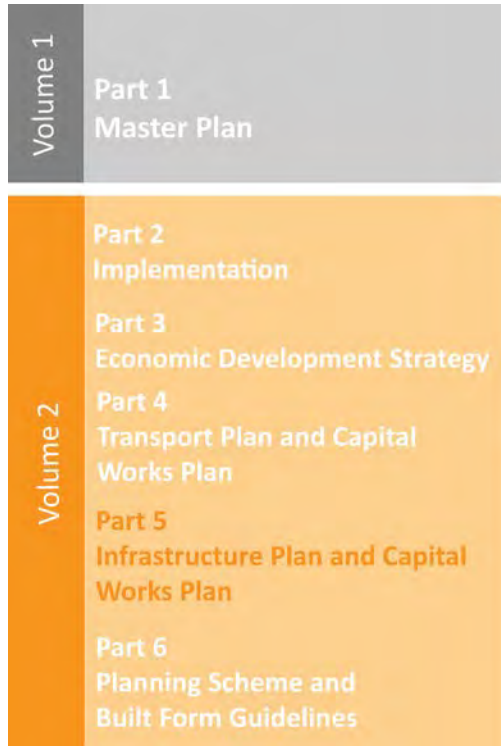 Volume 1
Part 1
Master Plan
Volume 2
Part 2
Implementation
Part 3
Economic Development Strategy
Part 4
Transport Plan and Capital
Works Plan
Part 5
Infrastructure Plan and Capital
Works Plan
Part 6
Planning Scheme and
Built Form Guidelines